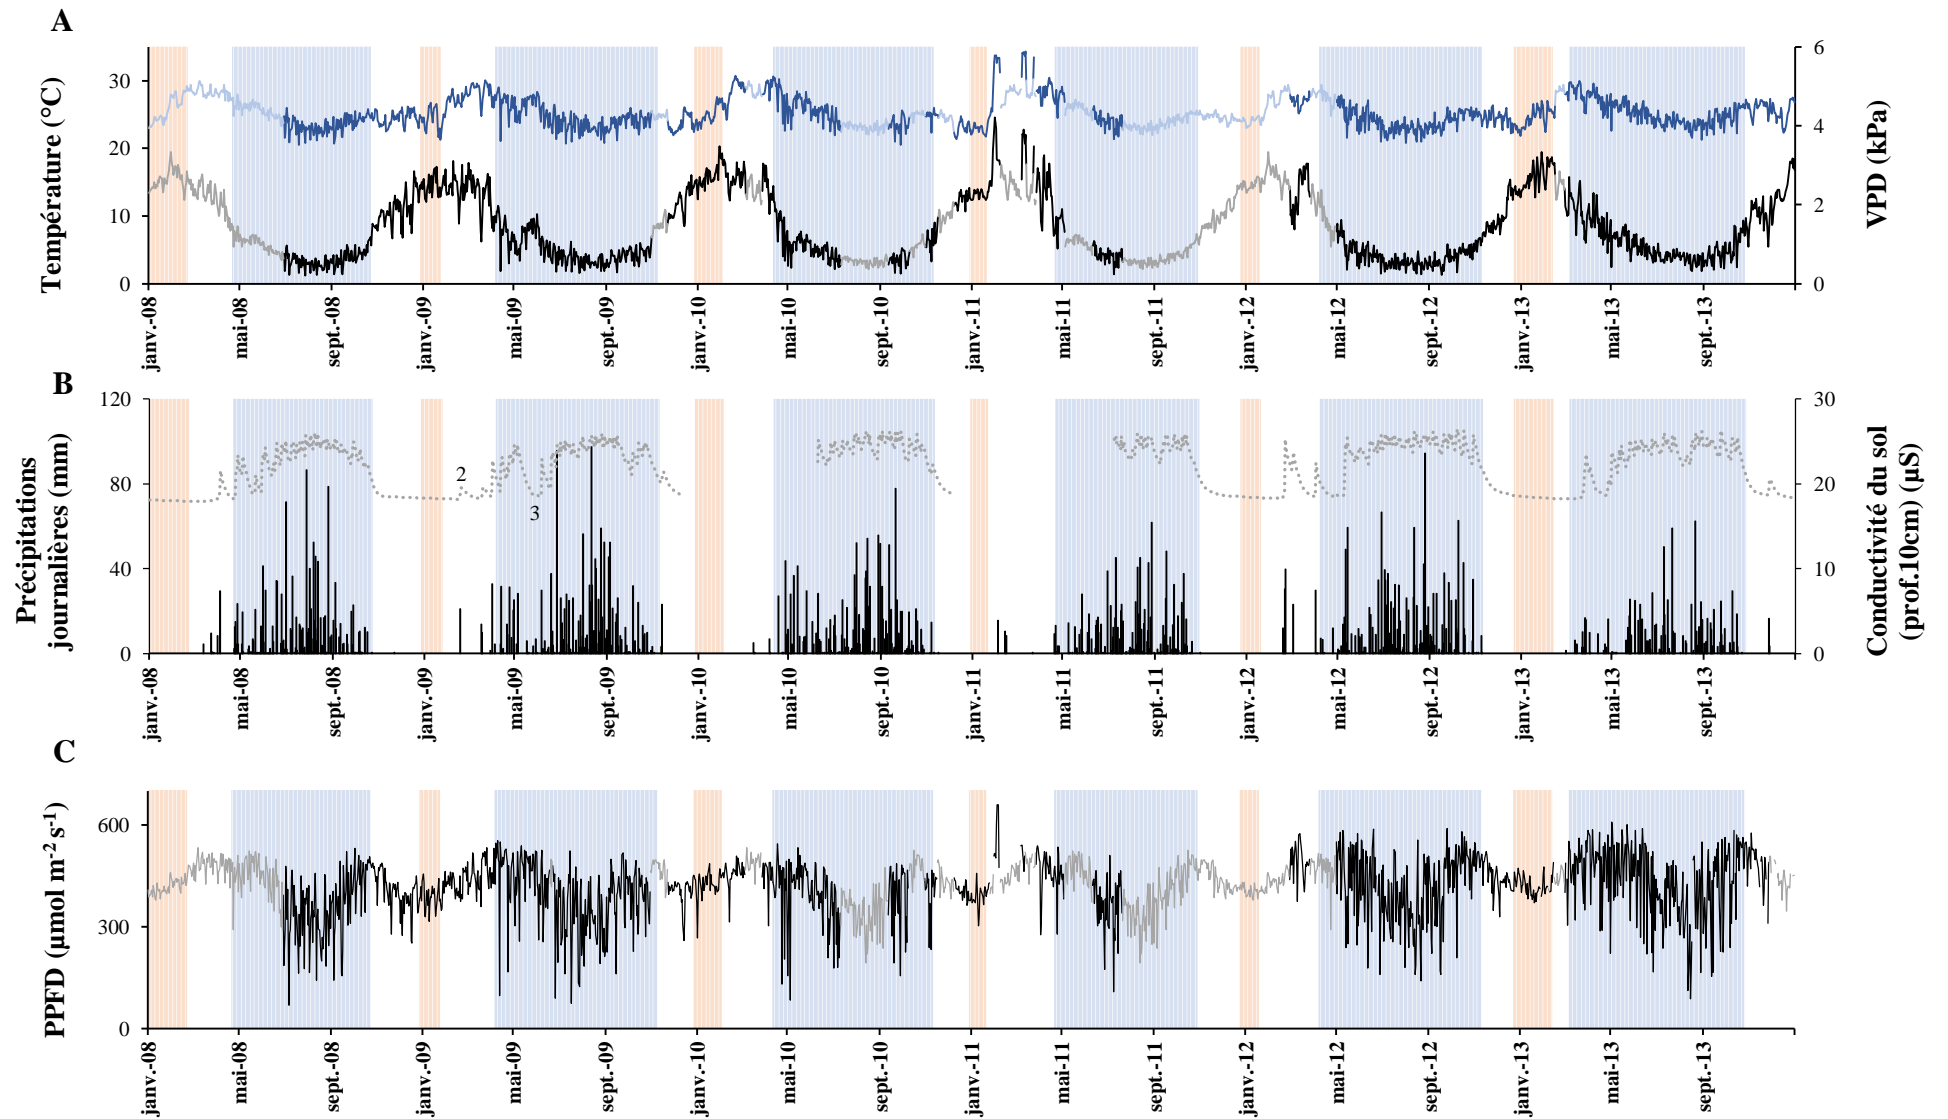 A
Température (°C)
30
20
10
0
6
4
2
0
VPD (kPa)
janv.-08
mai-08
sept.-08
janv.-09
mai-09
sept.-09
janv.-10
mai-10
sept.-10
janv.-11
mai-11
sept.-11
janv.-12
mai-12
sept.-12
janv.-13
mai-13
sept.-13
B
Précipitations
journalières (mm)
120
80
40
0
2
3
30
20
10
0
Cnductivité du sol
(prof.10cm) (µS)
janv.-08
mai-08
sept.-08
janv.-09
mai-09
sept.-09
janv.-10
mai-10
sept.-10
janv.-11
mai-11
sept.-11
janv.-12
mai-12
sept.-12
janv.-13
mai-13
sept.-13
C
PPFD (µmol m-2 s-1)
600
300
0
janv.-08
mai-08
sept.-08
janv.-09
mai-09
sept.-09
janv.-10
mai-10
sept.-10
janv.-11
mai-11
sept.-11
janv.-12
mai-12
sept.-12
janv.-13
mai-13
sept.-13